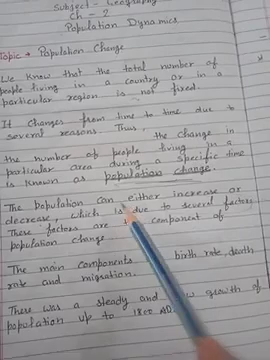 Subject - Geography
Ch - 2
Population Dynamics
Topic → Population Change
We know that the total number of
people living in a country or in a
particular region is not fixed.
It changes from time to time due to
several reasons. Thus, the change in
the number of people living in a
particular area during a specific time
is known as population change.
The population can either increase or
decrease, which is due to several factors
These factors are component of
population change
The main components birth rate, death
rate and migration.
There was a steady and growth of
population up to 1800 AD.